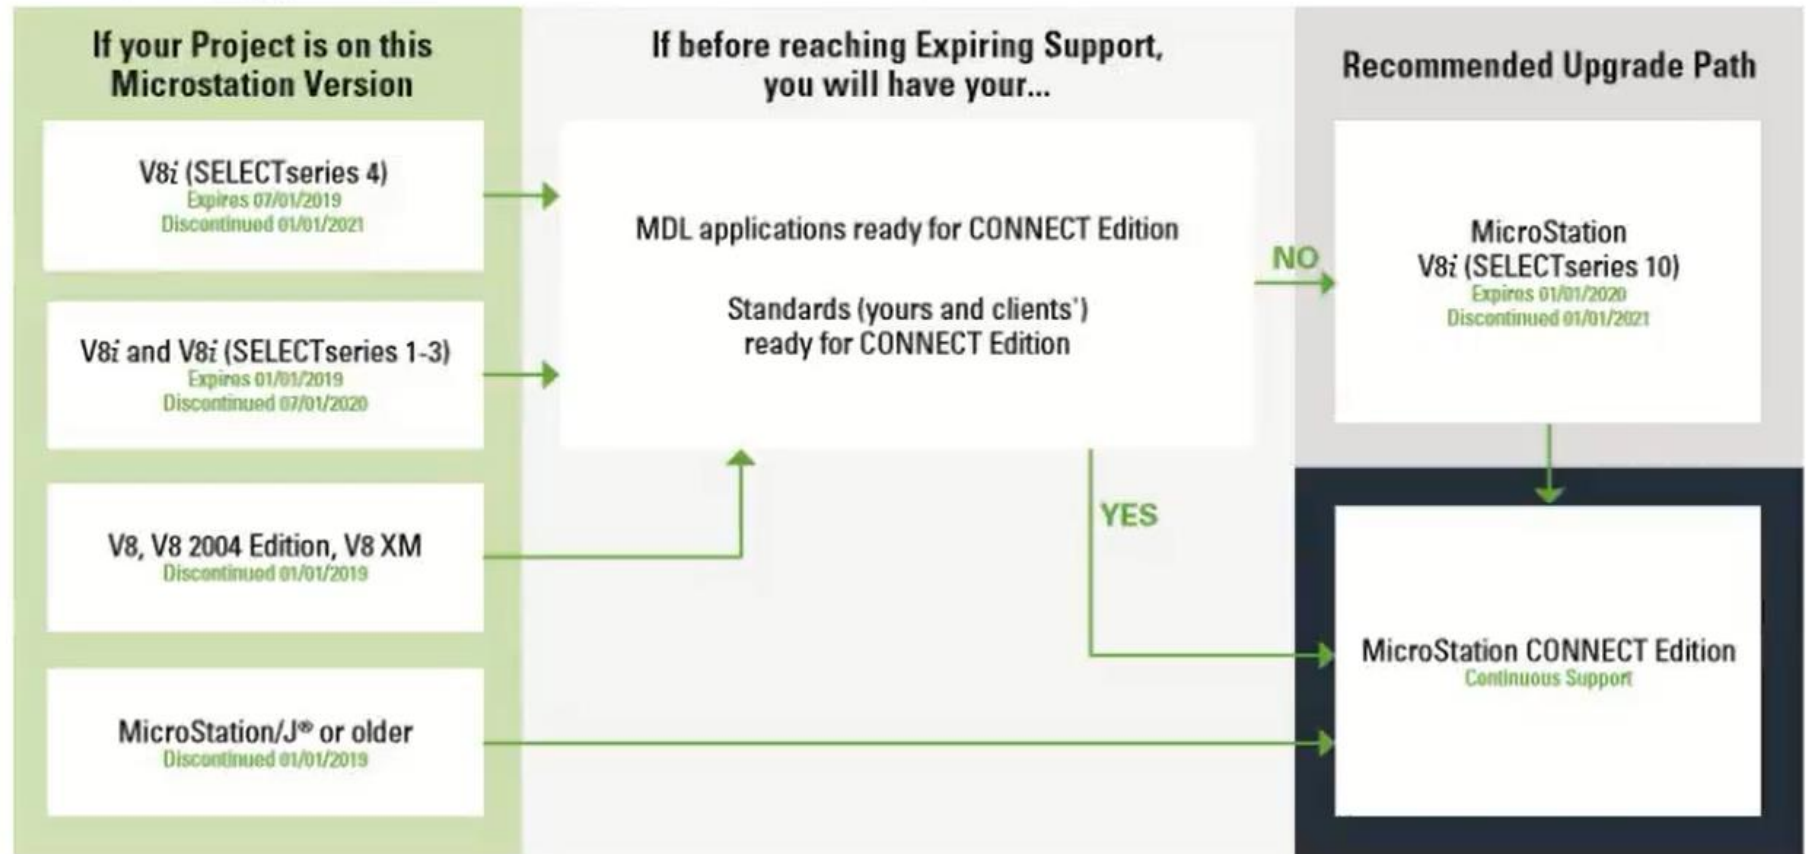 If your Project is on this
Microstation Version
If before reaching Expiring Support,
you will have your...
Recommended Upgrade Path
V8i (SELECTseries 4)
Expires 07/01/2019
Discontinued 01/01/2021
V8i and V8i (SELECTseries 1-3)
Expires 01/01/2019
Discontinued 07/01/2020
V8, V8 2004 Edition, V8 XM
Discontinued 01/01/2019
MicroStation/J® or older
Discontinued 01/01/2019
MDL applications ready for CONNECT Edition
Standards (yours and clients')
ready for CONNECT Edition
NO
YES
MicroStation
V8i (SELECTseries 10)
Expires 01/01/2020
Discontinued 01/01/2021
MicroStation CONNECT Edition
Continuous Support